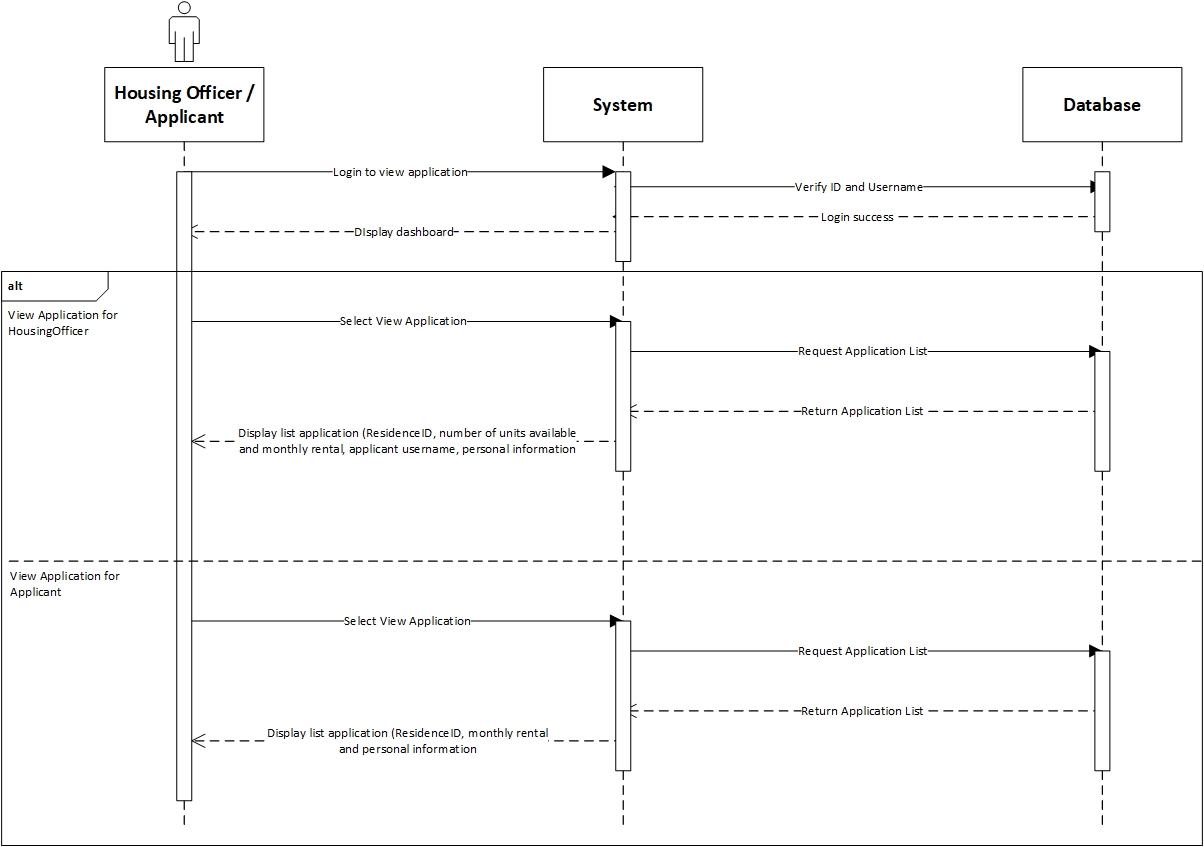 Housing Officer /
Applicant
System
Database
Login to view application
Verify ID and Username
Login success
DIsplay dashboard
alt
View Application for
HousingOfficer
Select View Application
Request Application List
Return Application List
Display list application (ResidenceID, number of units available
and monthly rental, applicant username, personal information
View Application for
Applicant
Select View Application
Request Application List
Return Application List
Display list application (ResidenceID, monthly rental
and personal information